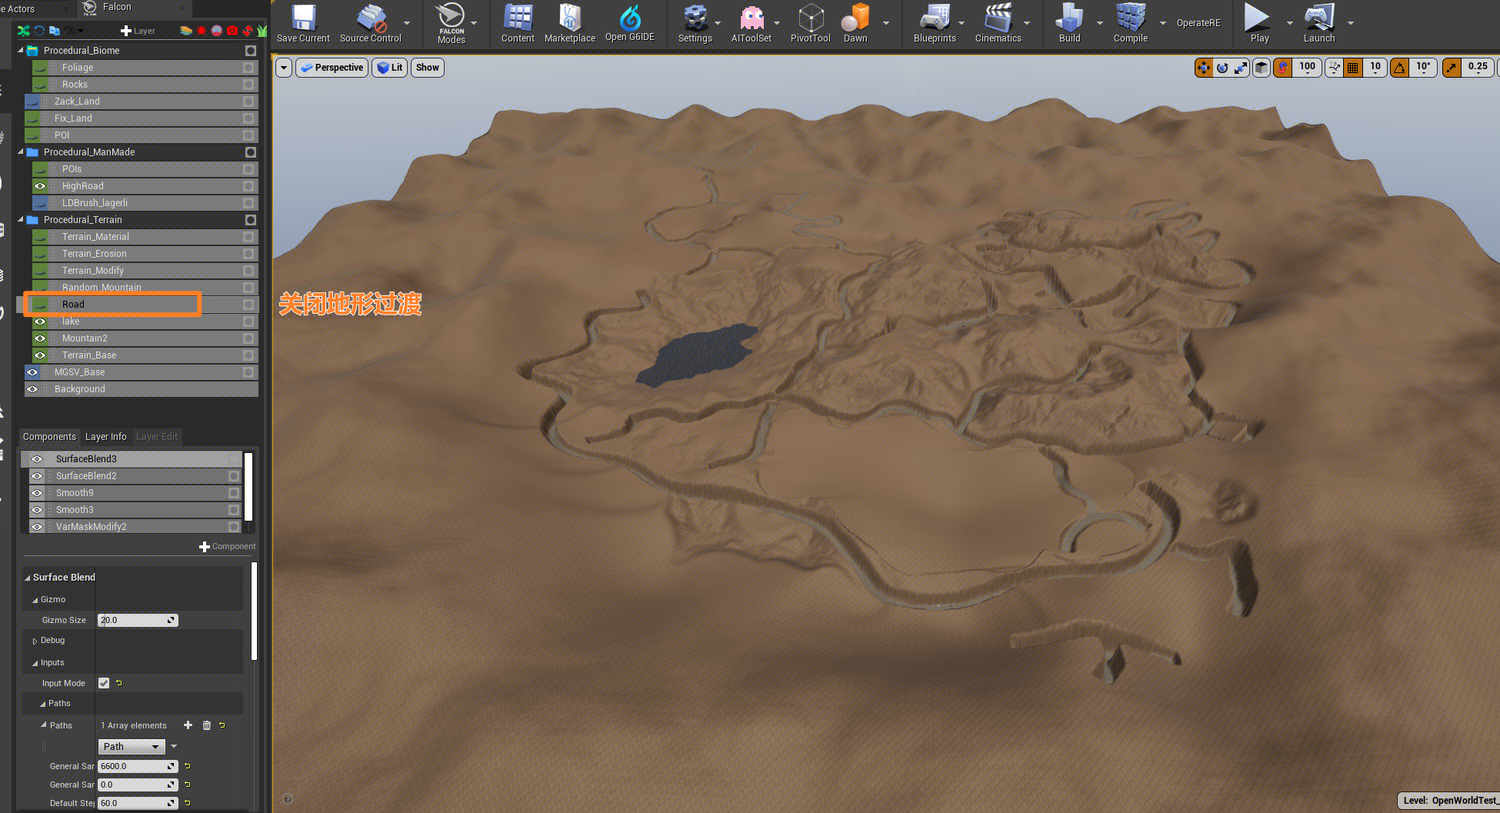 e Actors
Falcon
Save Current
Source Control
FALCON
Modes
Content
Marketplace
Open G6IDE
Settings
AIToolSet
PivotTool
Dawn
Blueprints
Cinematics
Build
Compile
OperateRE
Play
Launch
Layer
Procedural_Biome
Foliage
Rocks
Zack_Land
Fix_Land
POI
Procedural_ManMade
POIs
HighRoad
LDBrush_lagerli
Procedural_Terrain
Terrain_Material
Terrain_Erosion
Terrain_Modify
Random_Mountain
Road
lake
Mountain2
Terrain_Base
MGSV_Base
Background
Perspective
Lit
Show
100
10
10°
0.25
关闭地形过渡
Components
Layer Info
Layer Edit
SurfaceBlend3
SurfaceBlend2
Smooth9
Smooth3
VarMaskModify2
Component
Surface Blend
Gizmo
Gizmo Size
20.0
Debug
Inputs
Input Mode
Paths
Paths
1 Array elements
Path
General Sar
6600.0
General Sar
0.0
Default Step
60.0
Level: OpenWorldTest_